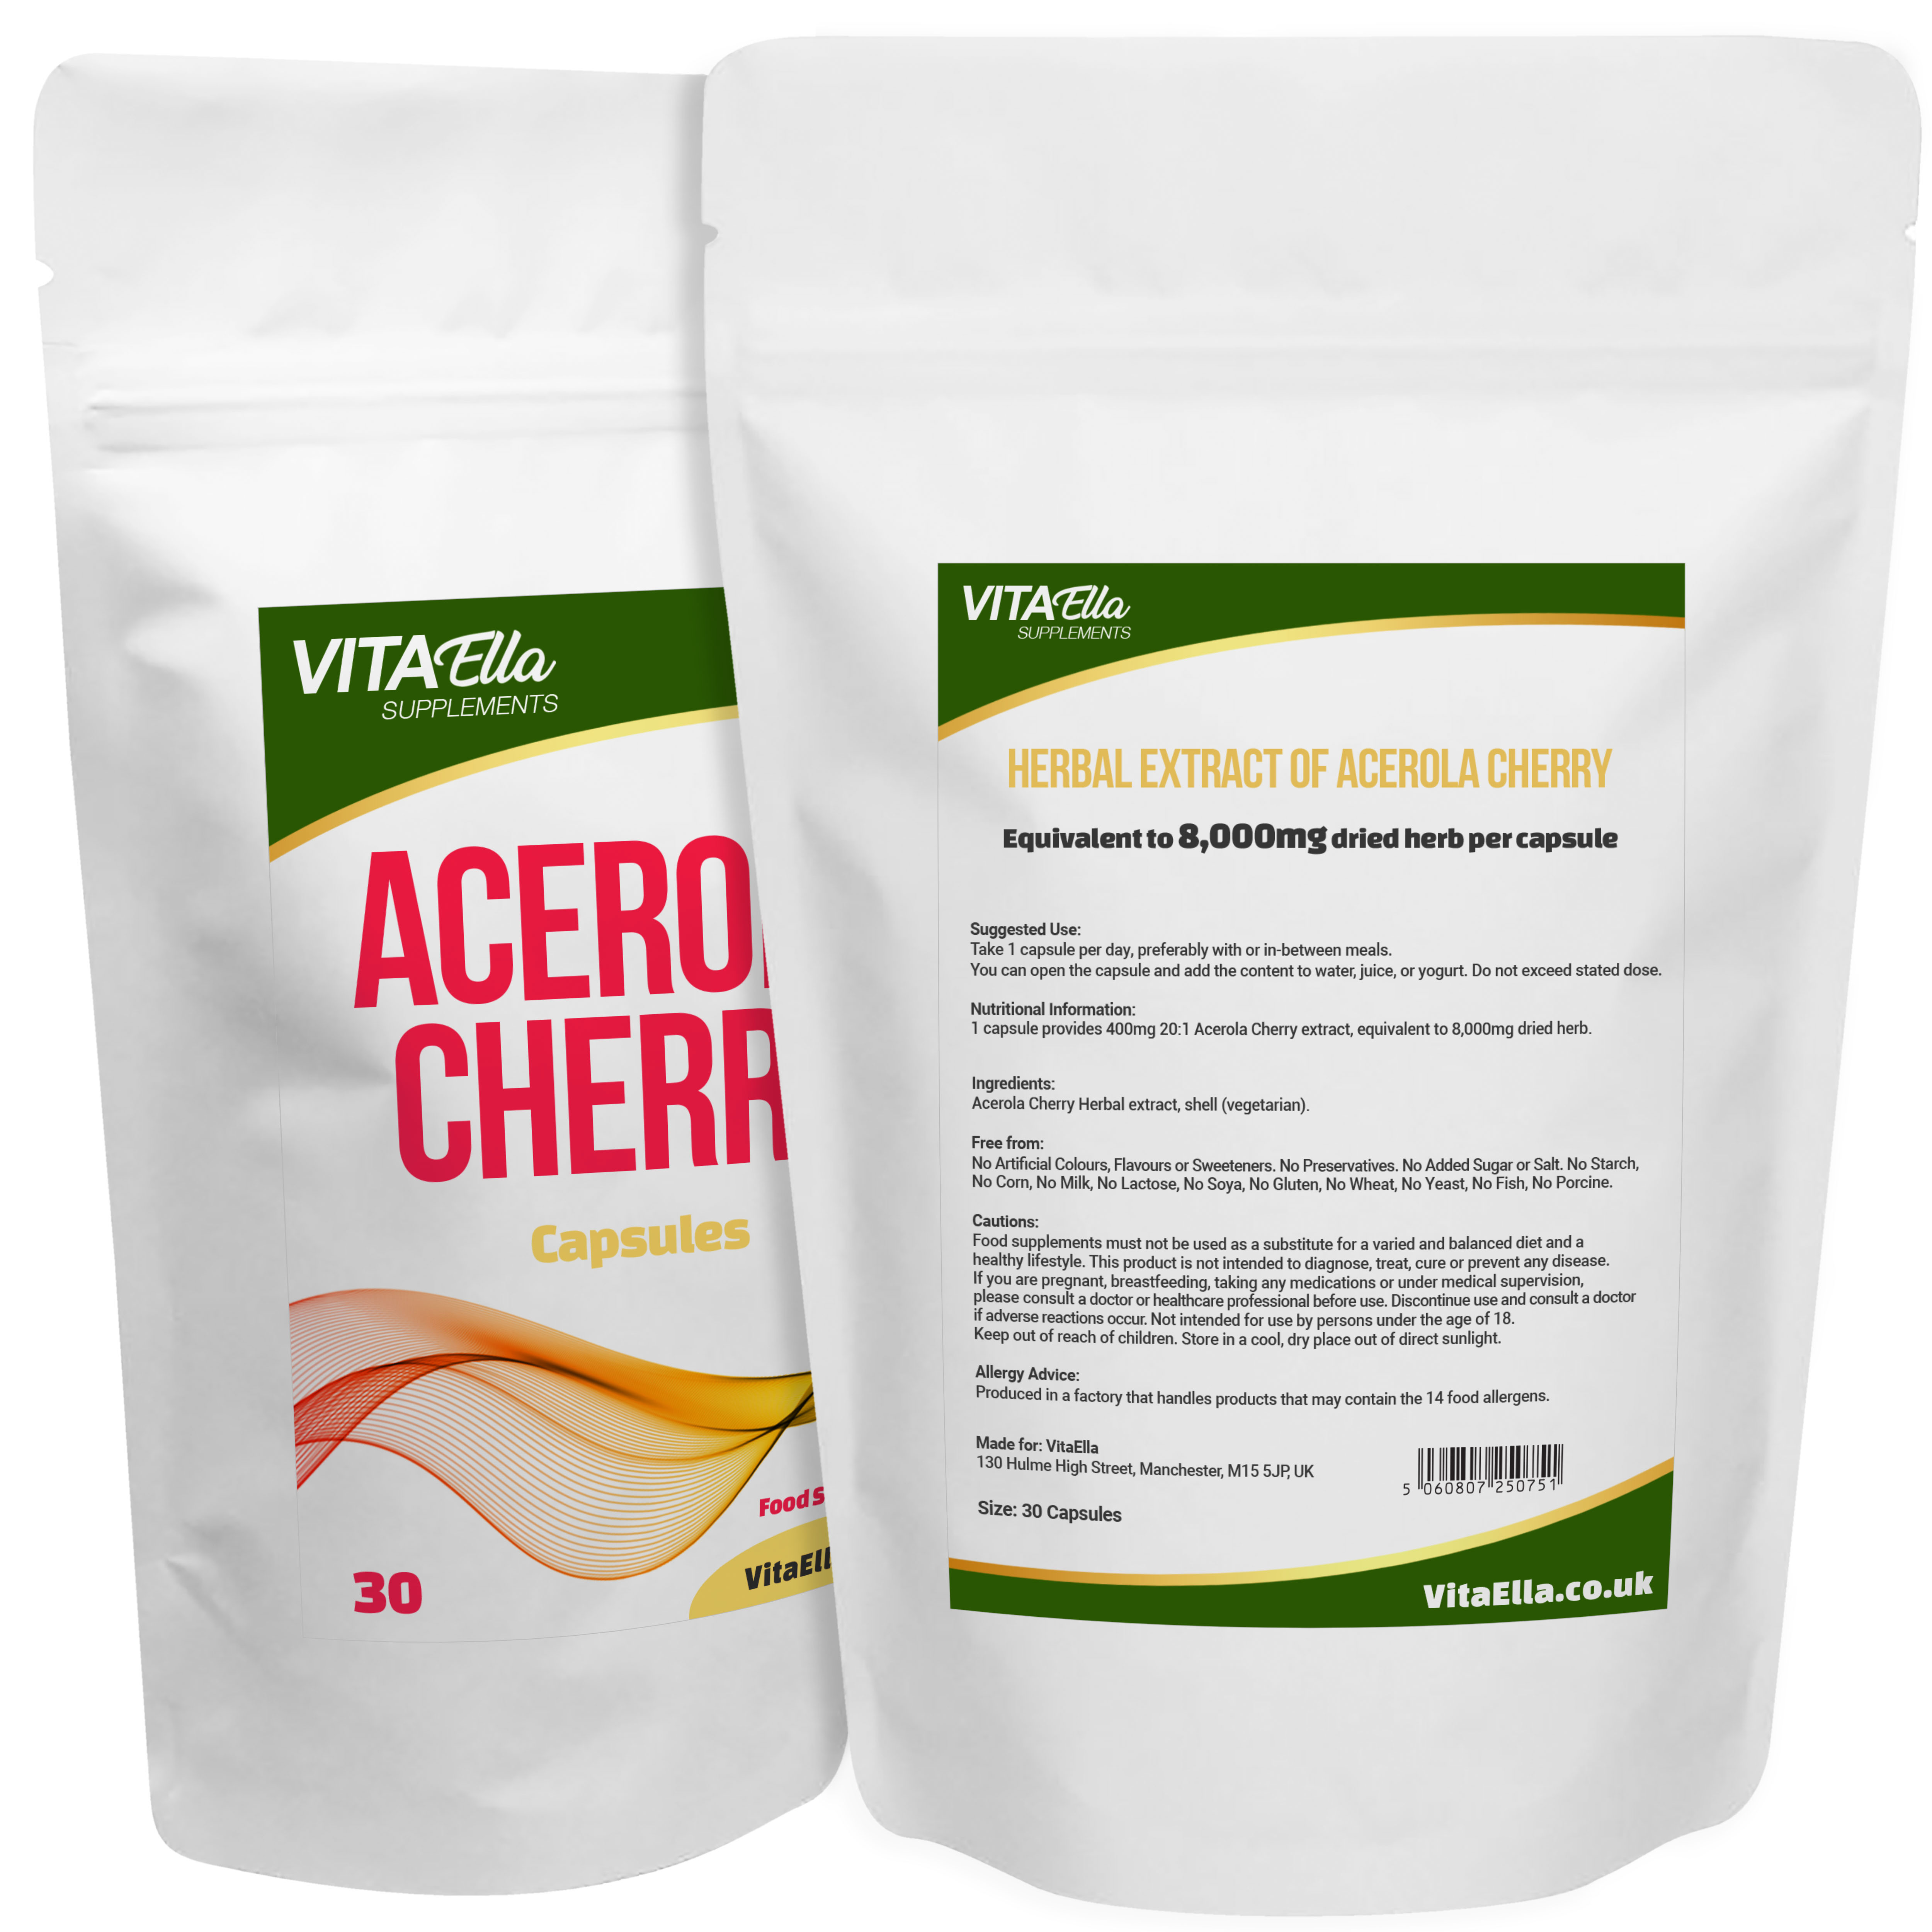 VITAElla
SUPPLEMENTS
ACERO
CHERR
Capsules
Food S
VitaEll
30
VITAElla
SUPPLEMENTS
HERBAL EXTRACT OF ACEROLA CHERRY
Equivalent to 8,000mg dried herb per capsule
Suggested Use:
Take 1 capsule per day, preferably with or in-between meals.
You can open the capsule and add the content to water, juice, or yogurt. Do not exceed stated dose.
Nutritional Information:
1 capsule provides 400mg 20:1 Acerola Cherry extract, equivalent to 8,000mg dried herb.
Ingredients:
Acerola Cherry Herbal extract, shell (vegetarian).
Free from:
No Artificial Colours, Flavours or Sweeteners. No Preservatives. No Added Sugar or Salt. No Starch,
No Corn, No Milk, No Lactose, No Soya, No Gluten, No Wheat, No Yeast, No Fish, No Porcine.
Cautions:
Food supplements must not be used as a substitute for a varied and balanced diet and a
healthy lifestyle. This product is not intended to diagnose, treat, cure or prevent any disease.
If you are pregnant, breastfeeding, taking any medications or under medical supervision,
please consult a doctor or healthcare professional before use. Discontinue use and consult a doctor
if adverse reactions occur. Not intended for use by persons under the age of 18.
Keep out of reach of children. Store in a cool, dry place out of direct sunlight.
Allergy Advice:
Produced in a factory that handles products that may contain the 14 food allergens.
Made for: VitaElla
130 Hulme High Street, Manchester, M15 5JP, UK
5 060807 250751
Size: 30 Capsules
VitaElla.co.uk